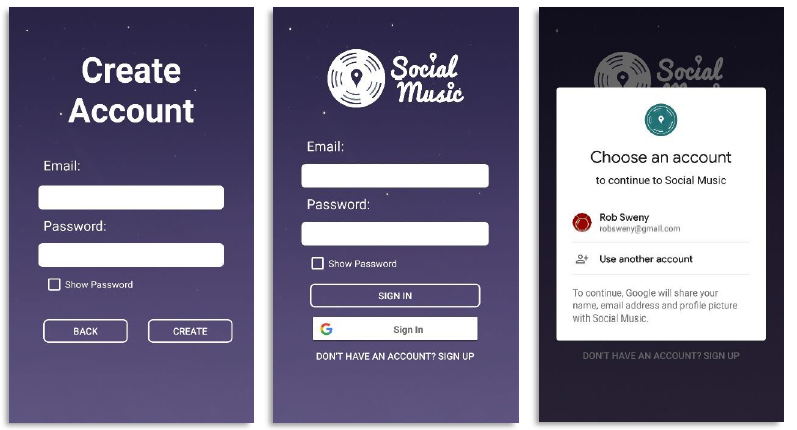 Create
Account
Email:
Password:
Show Password
BACK
CREATE
Social
Music
Email:
Password:
Show Password
SIGN IN
Sign In
DON'T HAVE AN ACCOUNT? SIGN UP
Social
Choose an account
to continue to Social Music
Rob Sweny
robsweny@gmail.com
Use another account
To continue, Google will share your
name, email address and profile picture
with Social Music.
DON'T HAVE AN ACCOUNT? SIGN UP